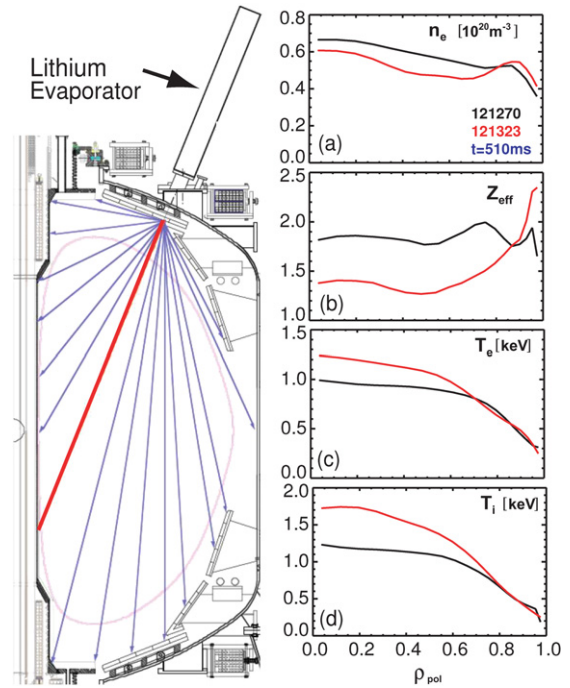 Lithium
Evaporator
n_e [10^20 m^-3]
0.8
0.6
0.4
0.2
0.0
121270
121323
t=510ms
(a)
Z_eff
2.5
2.0
1.5
1.0
(b)
T_e [keV]
1.5
1.0
0.5
0.0
(c)
T_i [keV]
2.0
1.5
1.0
0.5
0.0
(d)
0.0 0.2 0.4 0.6 0.8 1.0
ρ_pol